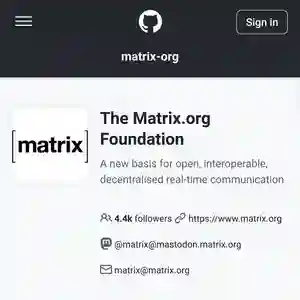 Sign in
matrix-org
[matrix]
The Matrix.org
Foundation
A new basis for open, interoperable,
decentralised real-time communication
4.4k followers https://www.matrix.org
@matrix@mastodon.matrix.org
matrix@matrix.org